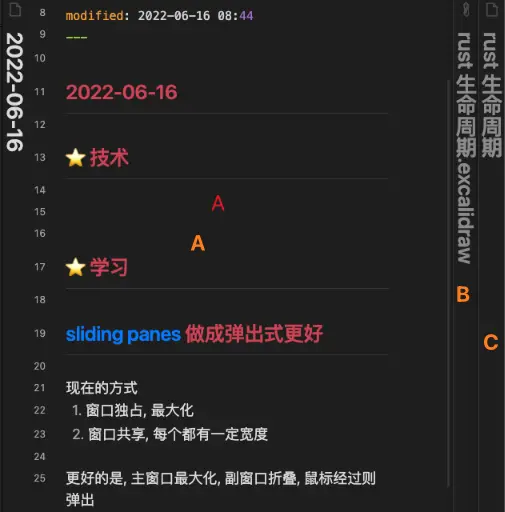 8 modified: 2022-06-16 08:44
9 ---
10
11 2022-06-16
12
13 ⭐ 技术
14
A
15
16
A
17 ⭐ 学习
18
19 sliding panes 做成弹出式更好
20
21 现在的方式
22 1. 窗口独占, 最大化
23 2. 窗口共享, 每个都有一定宽度
24
25 更好的是, 主窗口最大化, 副窗口折叠, 鼠标经过则
弹出
2022-06-16
rust 生命周期.excalidraw
B
rust 生命周期
C